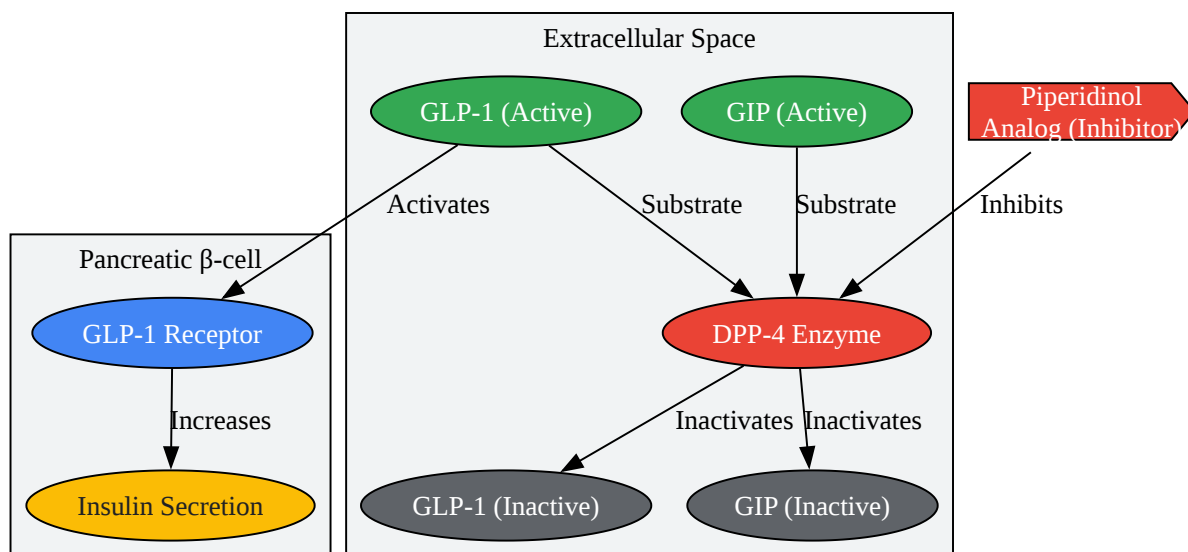 Extracellular Space
GLP-1 (Active)
GIP (Active)
Piperidinol
Analog (Inhibitor)
Activates
Substrate
Substrate
Inhibits
Pancreatic β-cell
GLP-1 Receptor
DPP-4 Enzyme
Increases
Inactivates
Inactivates
Insulin Secretion
GLP-1 (Inactive)
GIP (Inactive)